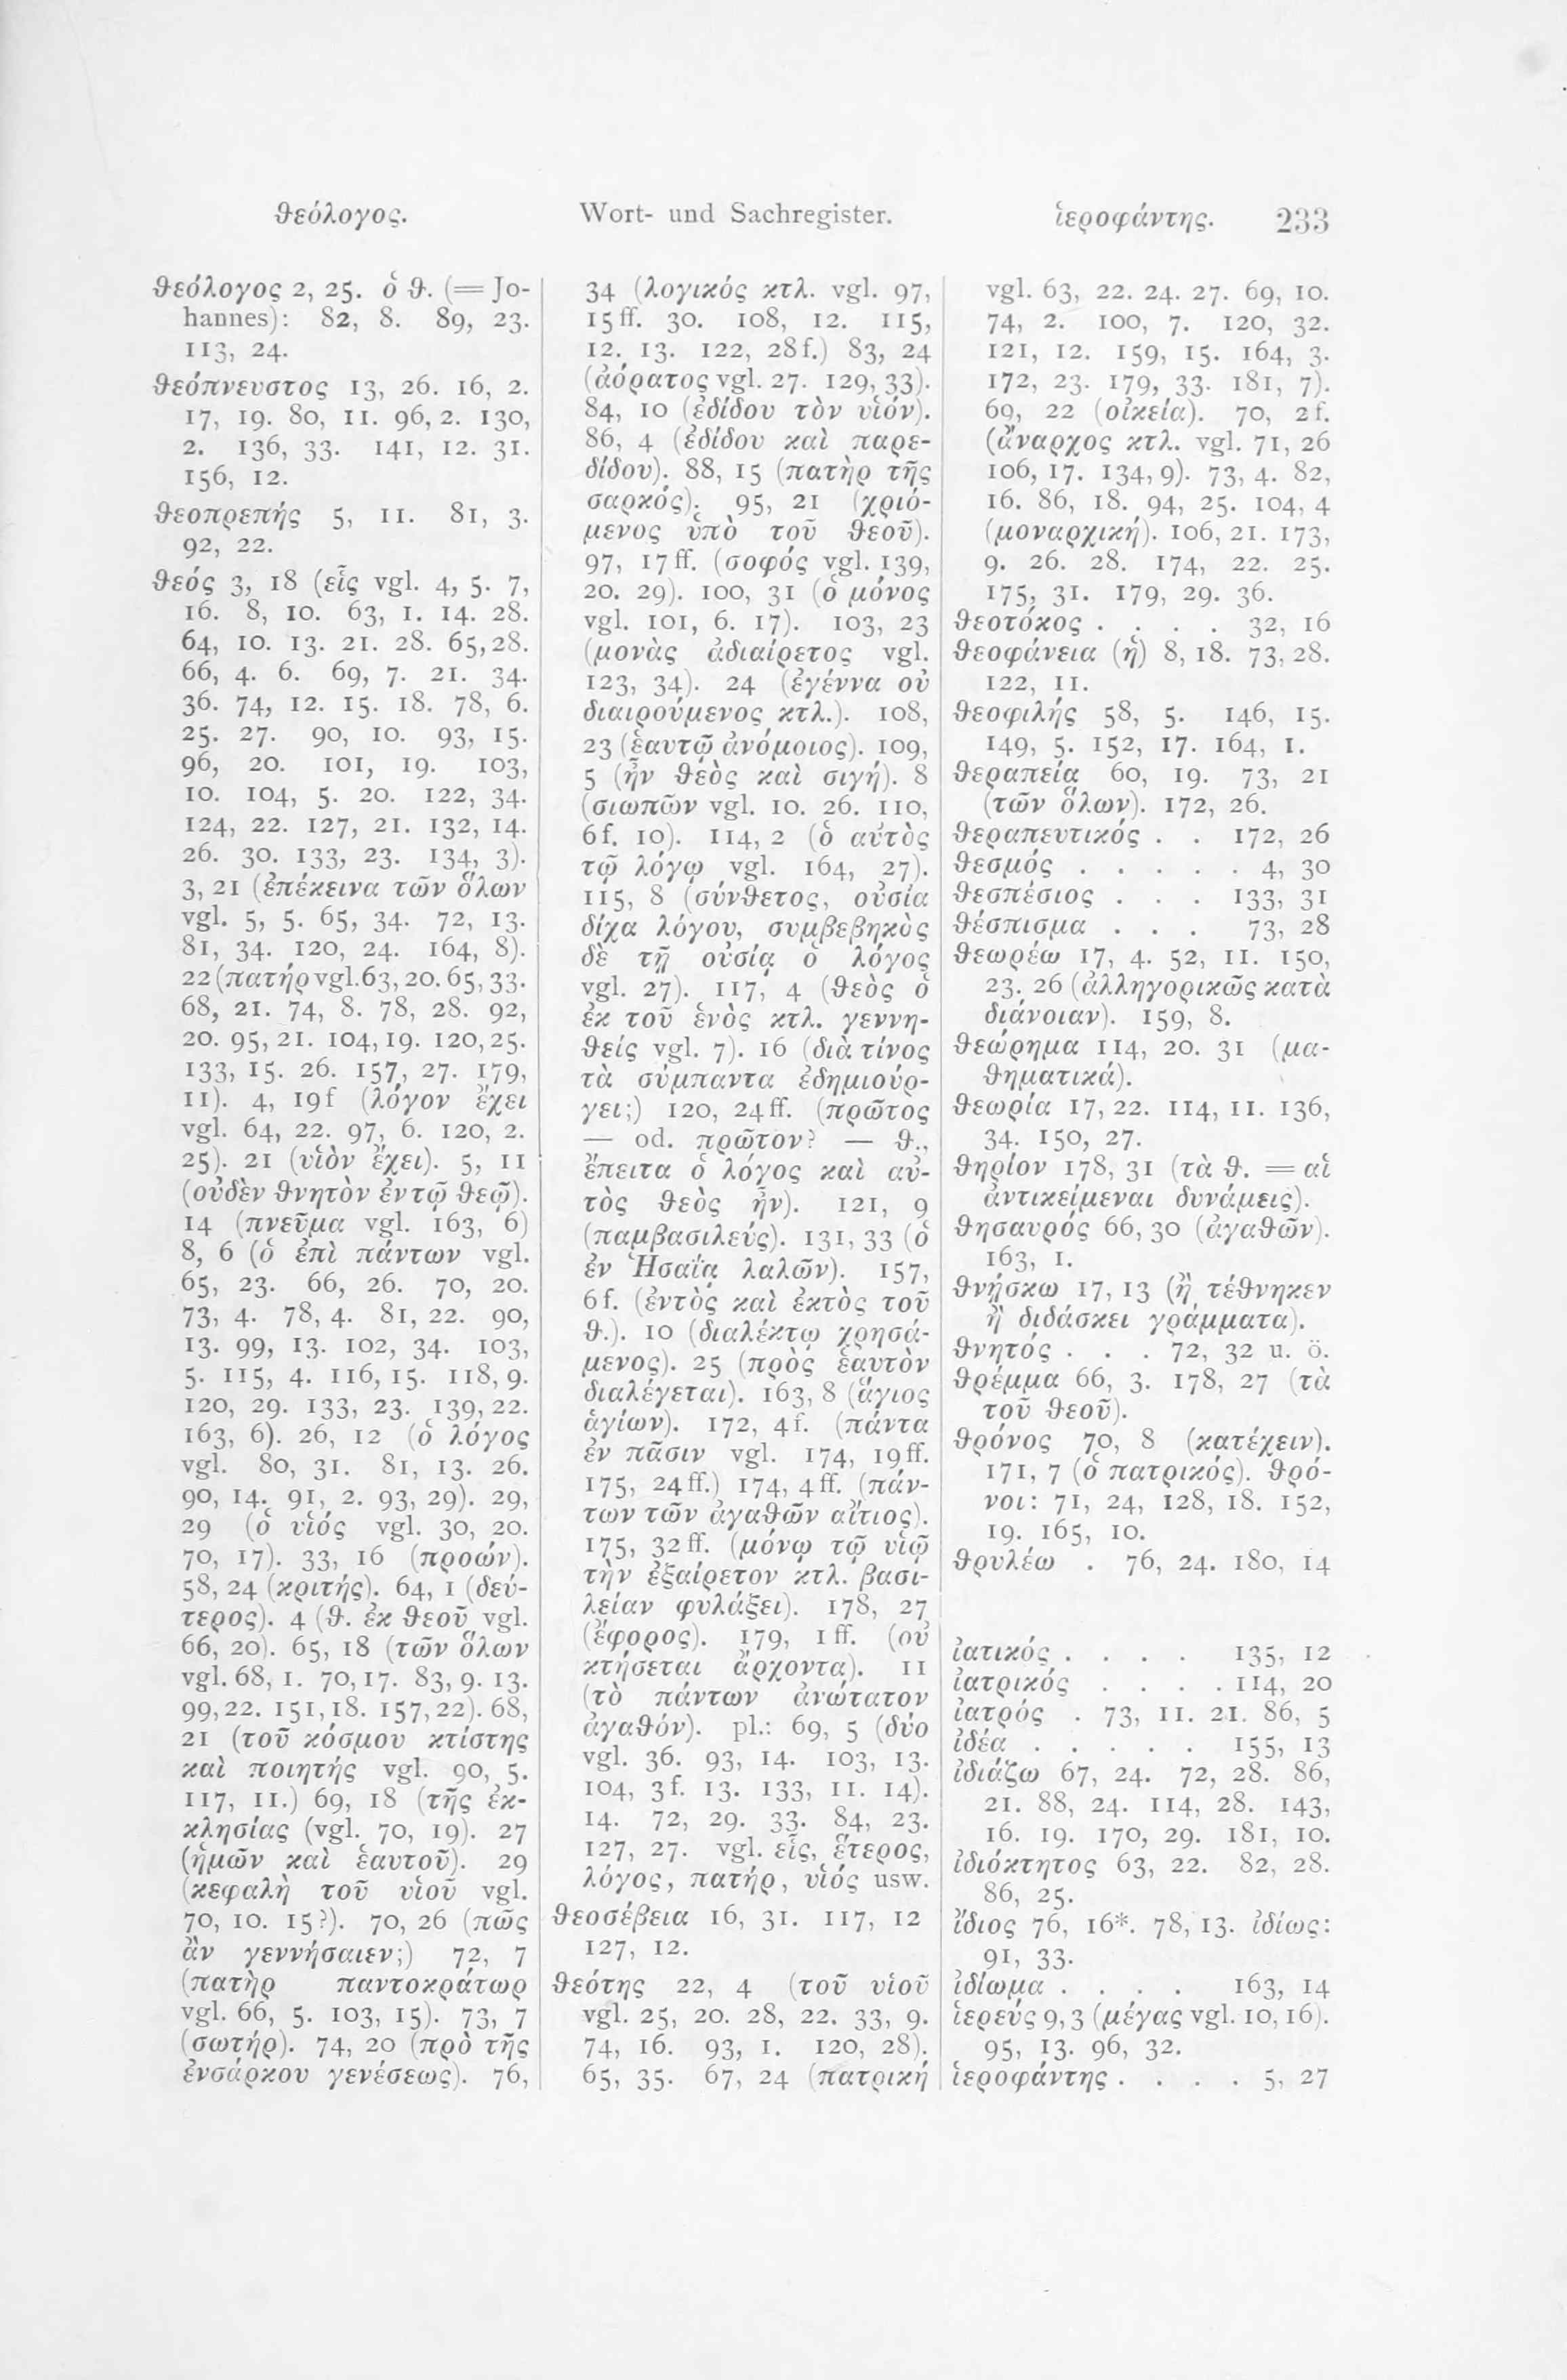 θεόλογος. Wort- und Sachregister. ἱεροφάντης. 233
θεόλογος 2, 25. ὁ θ. (= Jo-
hannes): 82, 8. 89, 23.
113, 24.
θεόπνευστος 13, 26. 16, 2.
17, 19. 80, 11. 96, 2. 130,
2. 136, 33. 141, 12. 31.
156, 12.
θεοπρεπής 5, 11. 81, 3.
92, 22.
θεός 3, 18 (εἷς vgl. 4, 5. 7,
16. 8, 10. 63, 1. 14. 28.
64, 10. 13. 21. 28. 65, 28.
66, 4. 6. 69, 7. 21. 34.
36. 74, 12. 15. 18. 78, 6.
25. 27. 90, 10. 93, 15.
96, 20. 101, 19. 103,
10. 104, 5. 20. 122, 34.
124, 22. 127, 21. 132, 14.
26. 30. 133, 23. 134, 3).
3, 21 (ἐπέκεινα τῶν ὅλων
vgl. 5, 5. 65, 34. 72, 13.
81, 34. 120, 24. 164, 8).
22 (πατήρ vgl. 63, 20. 65, 33.
68, 21. 74, 8. 78, 28. 92,
20. 95, 21. 104, 19. 120, 25.
133, 15. 26. 157, 27. 179,
11). 4, 19f (λόγον ἔχει
vgl. 64, 22. 97, 6. 120, 2.
25). 21 (υἱὸν ἔχει). 5, 11
(οὐδὲν θνητὸν ἐν τῷ θεῷ).
14 (πνεῦμα vgl. 163, 6)
8, 6 (ὁ ἐπὶ πάντων vgl.
65, 23. 66, 26. 70, 20.
73, 4. 78, 4. 81, 22. 90,
13. 99, 13. 102, 34. 103,
5. 115, 4. 116, 15. 118, 9.
120, 29. 133, 23. 139, 22.
163, 6). 26, 12 (ὁ λόγος
vgl. 80, 31. 81, 13. 26.
90, 14. 91, 2. 93, 29). 29,
29 (ὁ υἱός vgl. 30, 20.
70, 17). 33, 16 (προών).
58, 24 (κριτής). 64, 1 (δεύ-
τερος). 4 (θ. ἐκ θεοῦ vgl.
66, 20). 65, 18 (τῶν ὅλων
vgl. 68, 1. 70, 17. 83, 9. 13.
99, 22. 151, 18. 157, 22). 68,
21 (τοῦ κόσμου κτίστης
καὶ ποιητής vgl. 90, 5.
117, 11.) 69, 18 (τῆς ἐκ-
κλησίας (vgl. 70, 19). 27
(ἡμῶν καὶ ἑαυτοῦ). 29
(κεφαλὴ τοῦ υἱοῦ vgl.
70, 10. 15?). 70, 26 (πῶς
ἂν γεννήσαιεν;) 72, 7
(πατὴρ παντοκράτωρ
vgl. 66, 5. 103, 15). 73, 7
(σωτήρ). 74, 20 (πρὸ τῆς
ἐνσάρκου γενέσεως). 76,
34 (λογικός κτλ. vgl. 97,
15 ff. 30. 108, 12. 115,
12. 13. 122, 28 f.) 83, 24
(ἀόρατος vgl. 27. 129, 33).
84, 10 (ἐδίδου τὸν υἱόν).
86, 4 (ἐδίδου καὶ παρε-
δίδου). 88, 15 (πατὴρ τῆς
σαρκός). 95, 21 (χριό-
μενος ὑπὸ τοῦ θεοῦ).
97, 17 ff. (σοφός vgl. 139,
20. 29). 100, 31 (ὁ μόνος
vgl. 101, 6. 17). 103, 23
(μονὰς ἀδιαίρετος vgl.
123, 34). 24 (ἐγέννα οὐ
διαιρούμενος κτλ.). 108,
23 (ἑαυτῷ ἀνόμοιος). 109,
5 (ἦν θεὸς καὶ σιγή). 8
(σιωπῶν vgl. 10. 26. 110,
6f. 10). 114, 2 (ὁ αὐτὸς
τῷ λόγῳ vgl. 164, 27).
115, 8 (σύνθετος, οὐσία
δίχα λόγου, συμβεβηκὸς
δὲ τῇ οὐσίᾳ ὁ λόγος
vgl. 27). 117, 4 (θεὸς ὁ
ἐκ τοῦ ἑνὸς κτλ. γεννη-
θείς vgl. 7). 16 (διὰ τίνος
τὰ σύμπαντα ἐδημιούρ-
γει;) 120, 24 ff. (πρῶτος
— od. πρῶτον? — θ.,
ἔπειτα ὁ λόγος καὶ αὐ-
τὸς θεὸς ἦν). 121, 9
(παμβασιλεύς). 131, 33 (ὁ
ἐν Ἡσαΐᾳ λαλῶν). 157,
6f. (ἐντὸς καὶ ἐκτὸς τοῦ
θ.). 10 (διαλέκτῳ χρησά-
μενος). 25 (πρὸς ἑαυτὸν
διαλέγεται). 163, 8 (ἅγιος
ἁγίων). 172, 4f. (πάντα
ἐν πᾶσιν vgl. 174, 19 ff.
175, 24 ff.) 174, 4 ff. (πάν-
των τῶν ἀγαθῶν αἴτιος).
175, 32 ff. (μόνῳ τῷ υἱῷ
τὴν ἐξαίρετον κτλ. βασι-
λείαν φυλάξει). 178, 27
(ἔφορος). 179, 1 ff. (οὐ
κτήσεται ἄρχοντα). 11
(τὸ πάντων ἀνώτατον
ἀγαθόν). pl.: 69, 5 (δύο
vgl. 36. 93, 14. 103, 13.
104, 3f. 13. 133, 11. 14).
14. 72, 29. 33. 84, 23.
127, 27. vgl. εἷς, ἕτερος,
λόγος, πατήρ, υἱός usw.
θεοσέβεια 16, 31. 117, 12
127, 12.
θεότης 22, 4 (τοῦ υἱοῦ
vgl. 25, 20. 28, 22. 33, 9.
74, 16. 93, 1. 120, 28).
65, 35. 67, 24 (πατρική
vgl. 63, 22. 24. 27. 69, 10.
74, 2. 100, 7. 120, 32.
121, 12. 159, 15. 164, 3.
172, 23. 179, 33. 181, 7).
69, 22 (οἰκεία). 70, 2f.
(ἄναρχος κτλ. vgl. 71, 26
106, 17. 134, 9). 73, 4. 82,
16. 86, 18. 94, 25. 104, 4
(μοναρχική). 106, 21. 173,
9. 26. 28. 174, 22. 25.
175, 31. 179, 29. 36.
θεοτόκος . . . . 32, 16
θεοφάνεια (ἡ) 8, 18. 73, 28.
122, 11.
θεοφιλής 58, 5. 146, 15.
149, 5. 152, 17. 164, 1.
θεραπεία 60, 19. 73, 21
(τῶν ὅλων). 172, 26.
θεραπευτικός . . 172, 26
θεσμός . . . . . 4, 30
θεσπέσιος . . . 133, 31
θέσπισμα . . . 73, 28
θεωρέω 17, 4. 52, 11. 150,
23. 26 (ἀλληγορικῶς κατὰ
διάνοιαν). 159, 8.
θεώρημα 114, 20. 31 (μα-
θηματικά).
θεωρία 17, 22. 114, 11. 136,
34. 150, 27.
θηρίον 178, 31 (τὰ θ. = αἱ
ἀντικείμεναι δυνάμεις).
θησαυρός 66, 30 (ἀγαθῶν).
163, 1.
θνῄσκω 17, 13 (ἢ τέθνηκεν
ἢ διδάσκει γράμματα).
θνητός . . . 72, 32 u. ö.
θρέμμα 66, 3. 178, 27 (τὰ
τοῦ θεοῦ).
θρόνος 70, 8 (κατέχειν).
171, 7 (ὁ πατρικός). θρό-
νοι: 71, 24, 128, 18. 152,
19. 165, 10.
θρυλέω . 76, 24. 180, 14
ἰατικός . . . . 135, 12
ἰατρικός . . . . 114, 20
ἰατρός . 73, 11. 21. 86, 5
ἰδέα . . . . . 155, 13
ἰδιάζω 67, 24. 72, 28. 86,
21. 88, 24. 114, 28. 143,
16. 19. 170, 29. 181, 10.
ἰδιόκτητος 63, 22. 82, 28.
86, 25.
ἴδιος 76, 16*. 78, 13. ἰδίως:
91, 33.
ἰδίωμα . . . . 163, 14
ἱερεύς 9, 3 (μέγας vgl. 10, 16).
95, 13. 96, 32.
ἱεροφάντης . . . . 5, 27